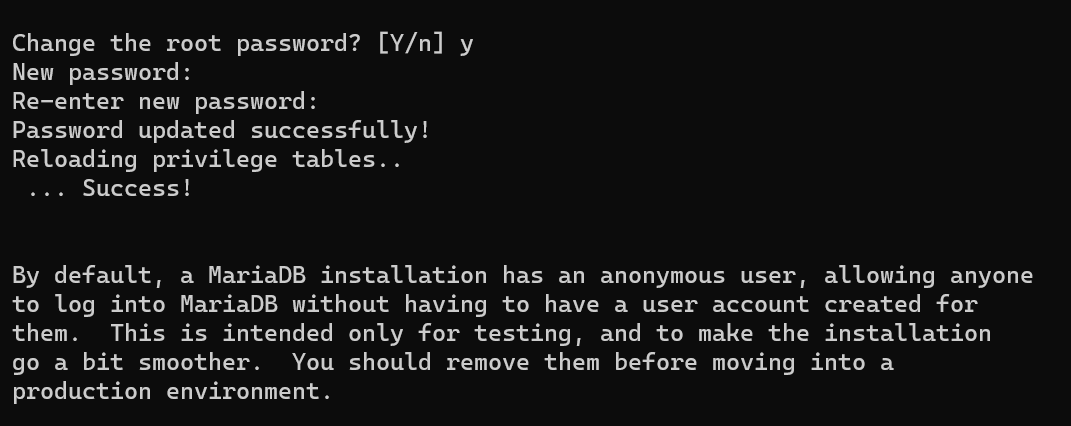 Change the root password? [Y/n] y
New password:
Re-enter new password:
Password updated successfully!
Reloading privilege tables..
 ... Success!
By default, a MariaDB installation has an anonymous user, allowing anyone
to log into MariaDB without having to have a user account created for
them.  This is intended only for testing, and to make the installation
go a bit smoother.  You should remove them before moving into a
production environment.